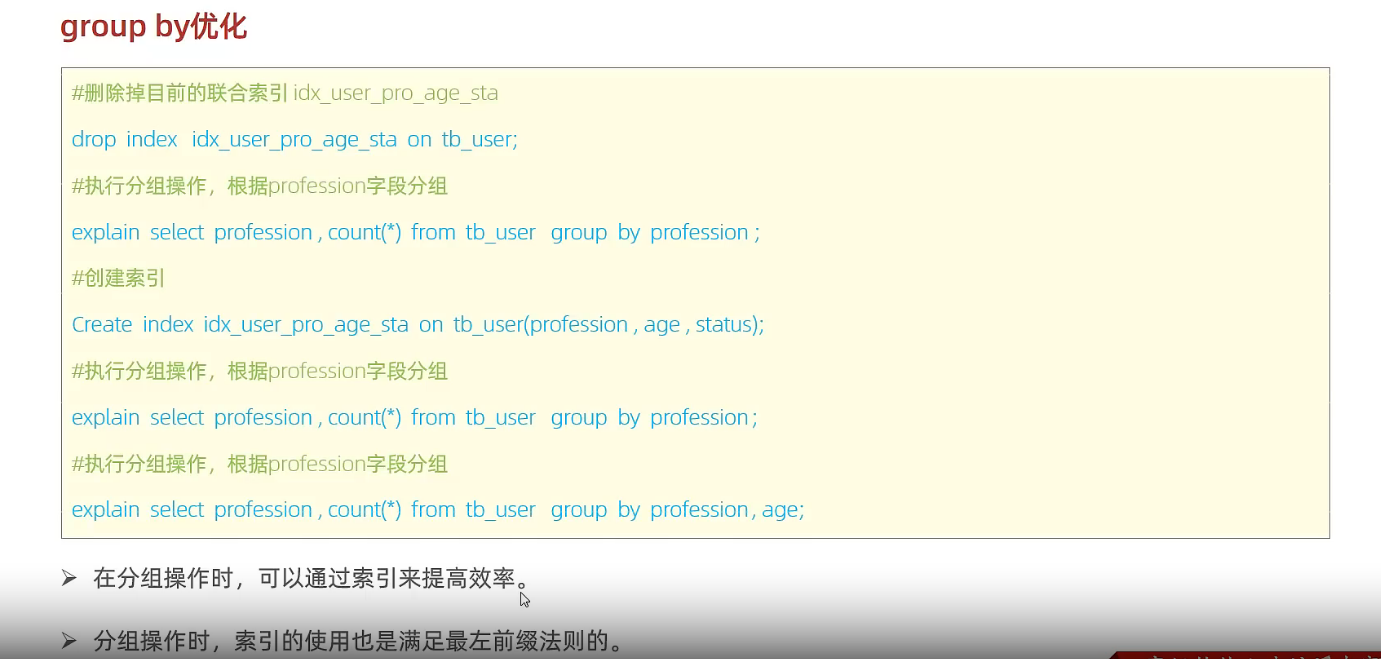 group by优化
#删除掉目前的联合索引 idx_user_pro_age_sta
drop index idx_user_pro_age_sta on tb_user;
#执行分组操作，根据profession字段分组
explain select profession , count(*) from tb_user group by profession ;
#创建索引
Create index idx_user_pro_age_sta on tb_user(profession , age , status);
#执行分组操作，根据profession字段分组
explain select profession , count(*) from tb_user group by profession ;
#执行分组操作，根据profession字段分组
explain select profession , count(*) from tb_user group by profession , age;
➢ 在分组操作时，可以通过索引来提高效率。
➢ 分组操作时，索引的使用也是满足最左前缀法则的。